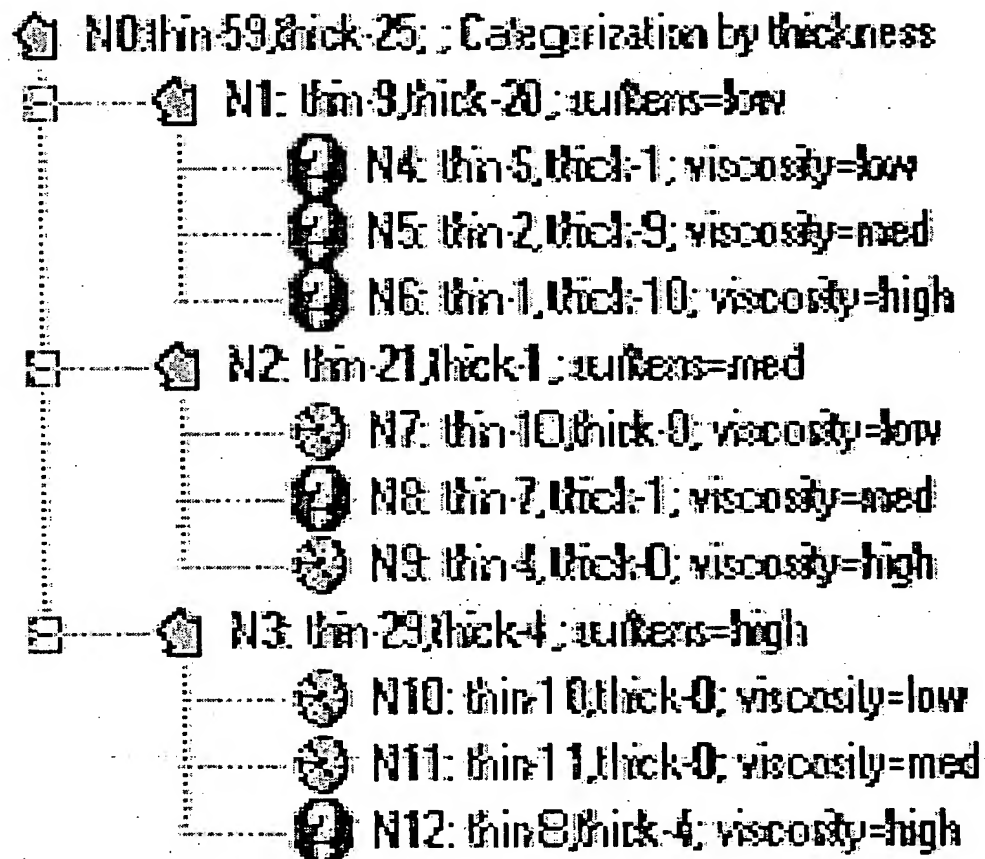 N0:thin-59,thick-25; ; Categorization by thickness
N1: thin-9,thick-20 ; surftens=low
N4: thin-6,thick-1; viscosity=low
N5: thin-2,thick-9; viscosity=med
N6: thin-1,thick-10; viscosity=high
N2: thin-21,thick-1 ; surftens=med
N7: thin-10,thick-0; viscosity=low
N8: thin-7,thick-1; viscosity=med
N9: thin-4,thick-0; viscosity=high
N3: thin-29,thick-4 ; surftens=high
N10: thin-10,thick-0; viscosity=low
N11: thin-11,thick-0; viscosity=med
N12: thin-8,thick-4; viscosity=high